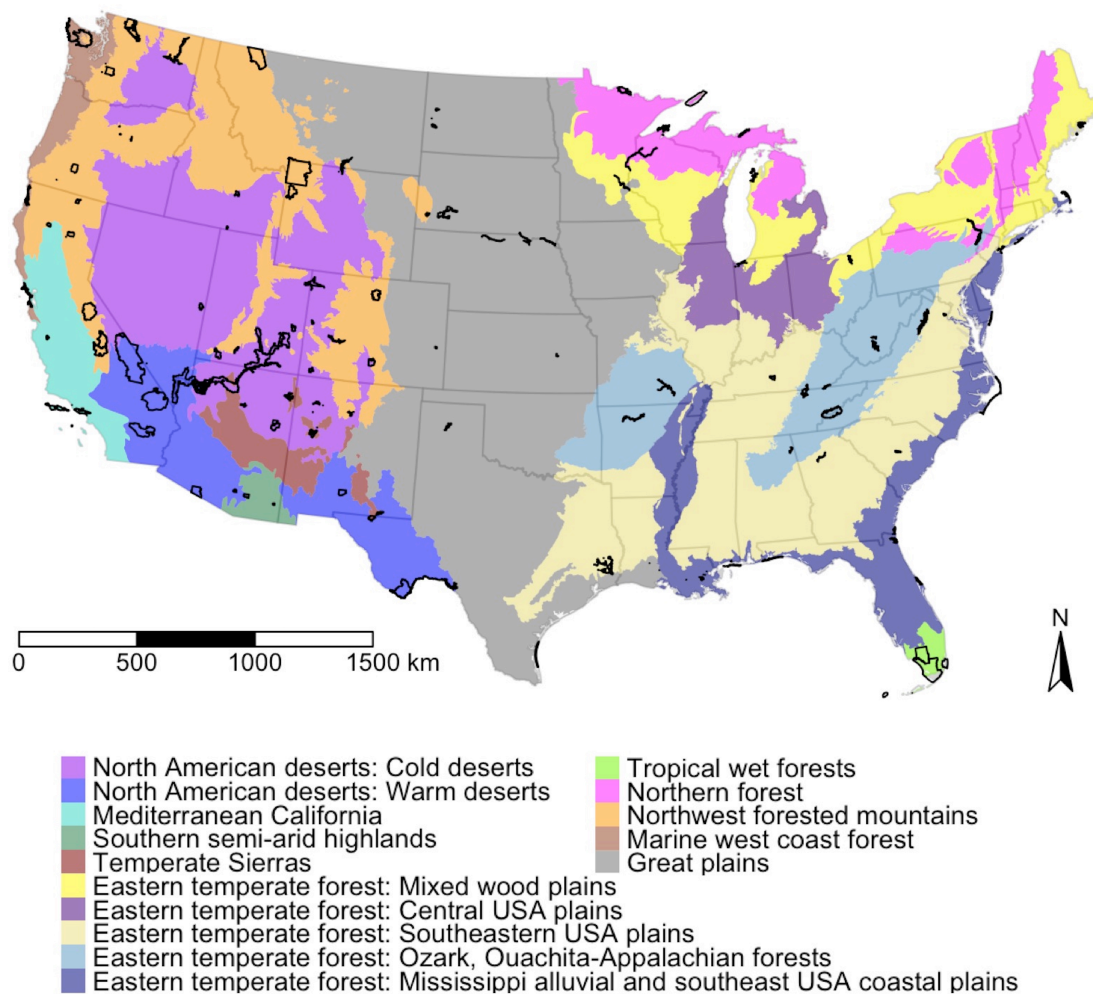 N
0 500 1000 1500 km
North American deserts: Cold deserts
North American deserts: Warm deserts
Mediterranean California
Southern semi-arid highlands
Temperate Sierras
Eastern temperate forest: Mixed wood plains
Eastern temperate forest: Central USA plains
Eastern temperate forest: Southeastern USA plains
Eastern temperate forest: Ozark, Ouachita-Appalachian forests
Eastern temperate forest: Mississippi alluvial and southeast USA coastal plains
Tropical wet forests
Northern forest
Northwest forested mountains
Marine west coast forest
Great plains